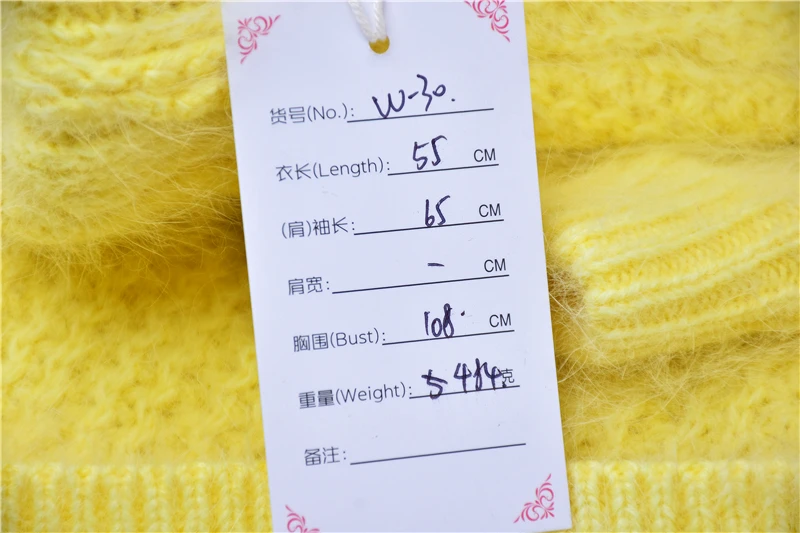 货号(No.): W-30.
衣长(Length): 55 CM
(肩)袖长: 65 CM
肩宽: - CM
胸围(Bust): 108. CM
重量(Weight): 484克
备注: